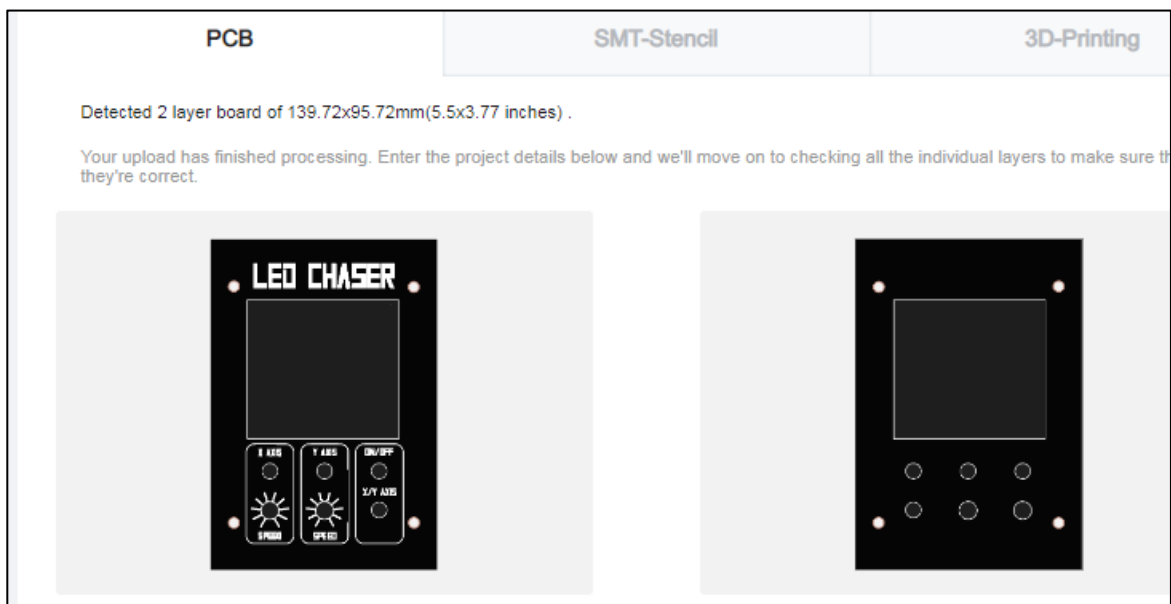 PCB
SMT-Stencil
3D-Printing
Detected 2 layer board of 139.72x95.72mm(5.5x3.77 inches) .
Your upload has finished processing. Enter the project details below and we'll move on to checking all the individual layers to make sure th
they're correct.
LED CHASER
X AXIS
Y AXIS
ON/OFF
X/Y AXIS
SPEED
SPEED